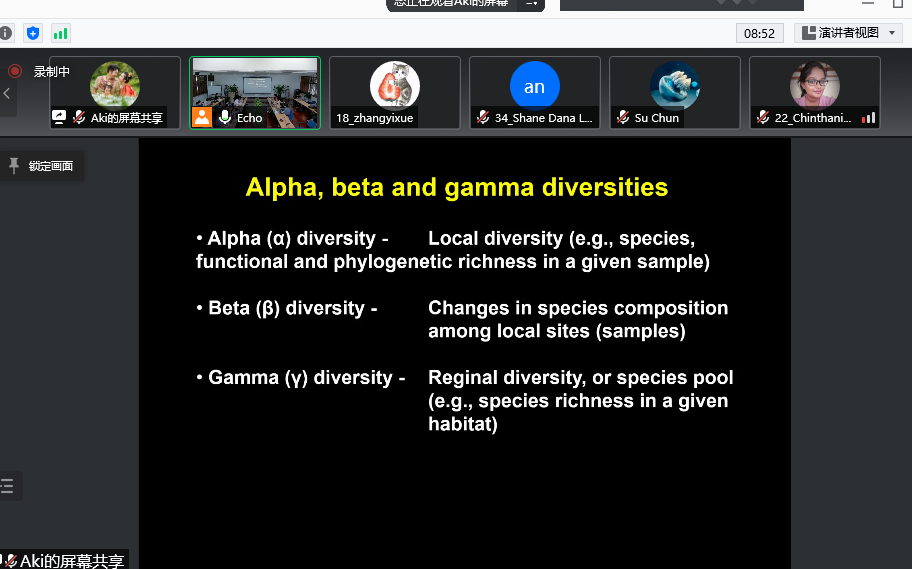 您正在观看Aki的屏幕
08:52
演讲者视图
录制中
Aki的屏幕共享
Echo
18_zhangyixue
an
34_Shane Dana L...
Su Chun
22_Chinthani...
锁定画面
Alpha, beta and gamma diversities
• Alpha (α) diversity - Local diversity (e.g., species,
functional and phylogenetic richness in a given sample)
• Beta (β) diversity - Changes in species composition
among local sites (samples)
• Gamma (γ) diversity - Reginal diversity, or species pool
(e.g., species richness in a given
habitat)
Aki的屏幕共享